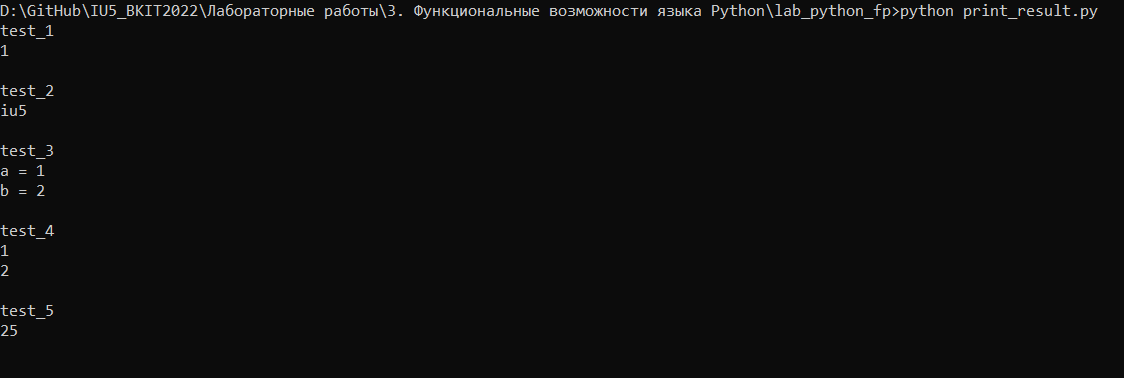 D:\GitHub\IU5_BKIT2022\Лабораторные работы\3. Функциональные возможности языка Python\lab_python_fp>python print_result.py
test_1
1
test_2
iu5
test_3
a = 1
b = 2
test_4
1
2
test_5
25